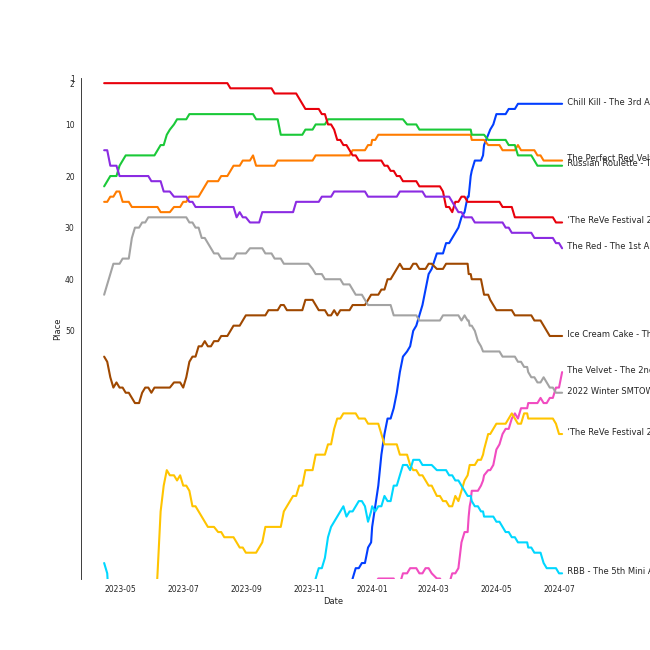 1
2
10
20
30
40
50
Place
Chill Kill - The 3rd A
The Perfect Red Vel
Russian Roulette - T
'The ReVe Festival 2
The Red - The 1st A
Ice Cream Cake - Th
The Velvet - The 2nd
2022 Winter SMTOW
'The ReVe Festival 2
RBB - The 5th Mini A
2023-05 2023-07 2023-09 2023-11 2024-01 2024-03 2024-05 2024-07
Date